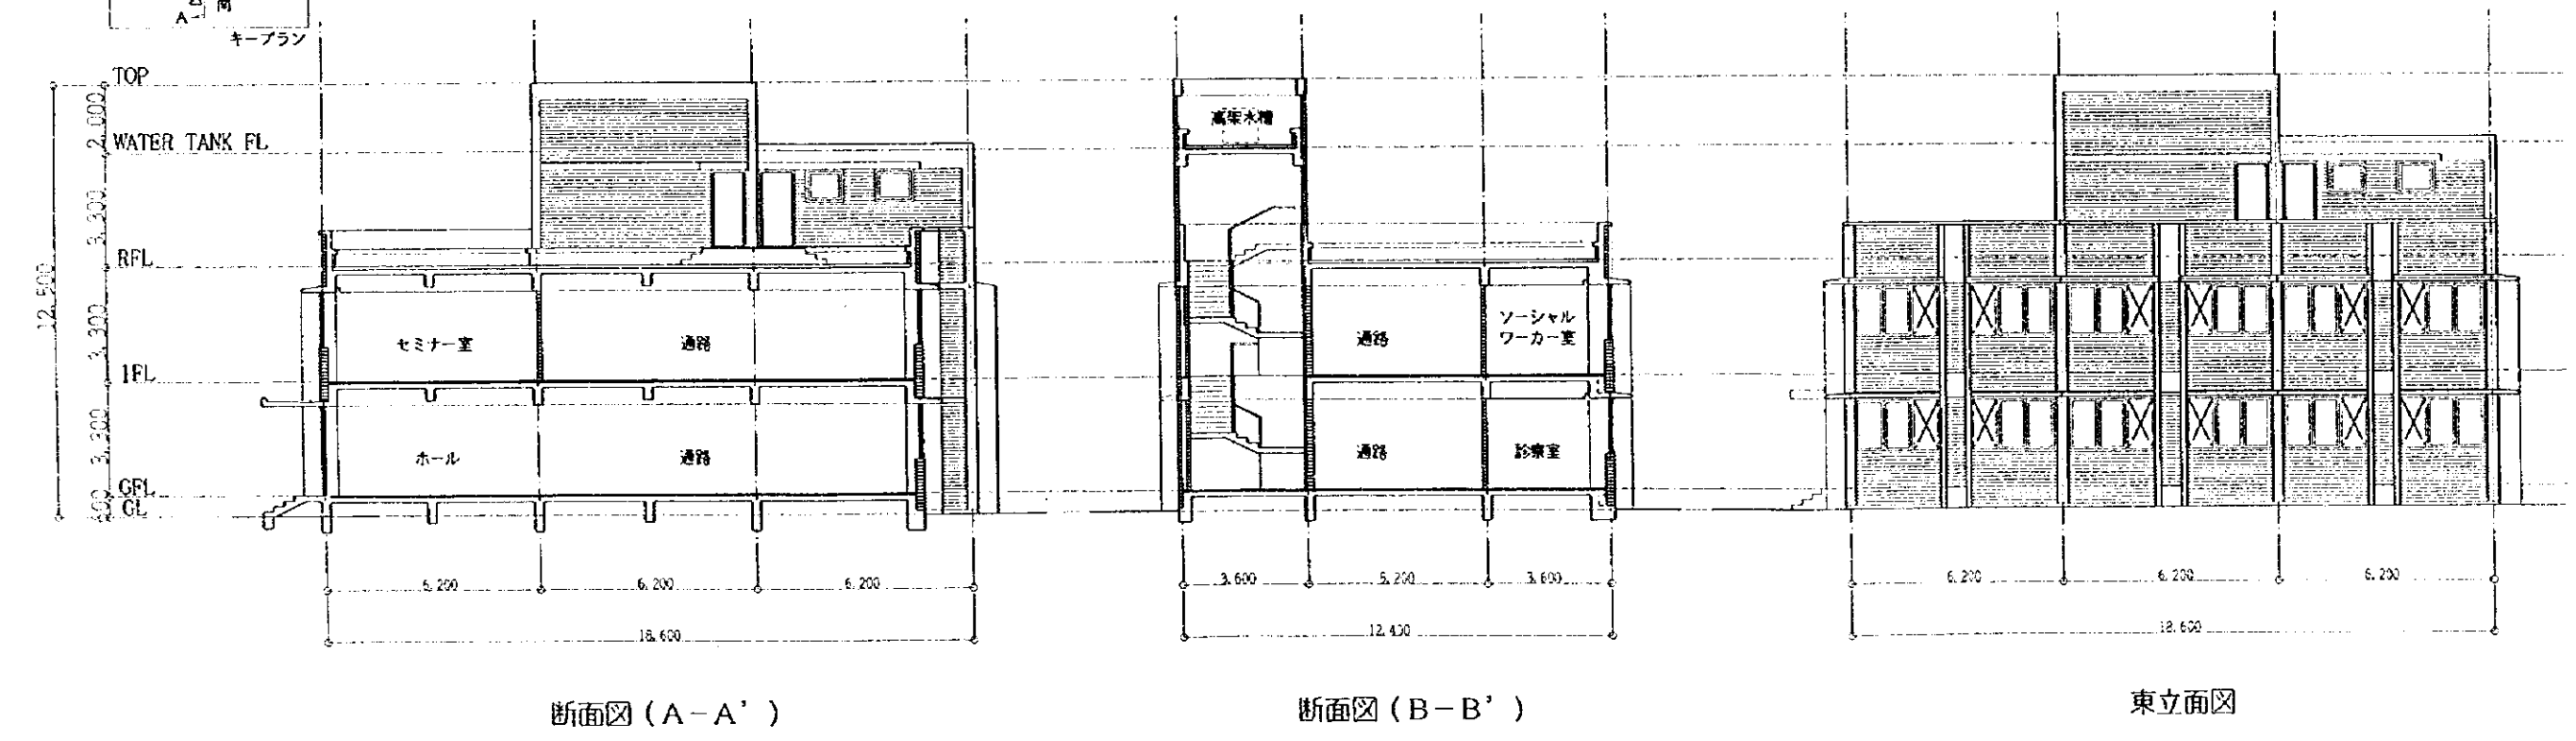 A
南
キープラン
TOP
2,000
WATER TANK FL
3,300
RFL
12,500
3,300
1FL
3,300
GFL
GL
セミナー室
通路
ホール
通路
6,200
6,200
6,200
18,600
断面図(A-A')
高架水槽
通路
ソーシャル
ワーカー室
通路
診察室
3,600
5,200
3,600
12,400
断面図(B-B')
6,200
6,200
6,200
18,600
東立面図